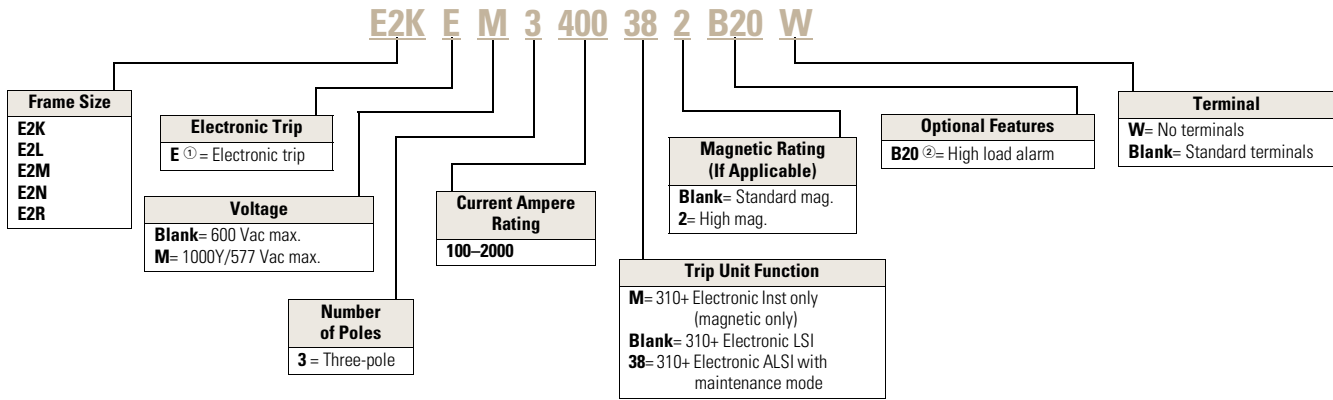 E2K E M 3 400 38 2 B20 W
Frame Size
E2K
E2L
E2M
E2N
E2R
Electronic Trip
E ① = Electronic trip
Voltage
Blank= 600 Vac max.
M= 1000Y/577 Vac max.
Number
of Poles
3 = Three-pole
Current Ampere
Rating
100–2000
Trip Unit Function
M= 310+ Electronic Inst only
(magnetic only)
Blank= 310+ Electronic LSI
38= 310+ Electronic ALSI with
maintenance mode
Magnetic Rating
(If Applicable)
Blank= Standard mag.
2= High mag.
Optional Features
B20 ②= High load alarm
Terminal
W= No terminals
Blank= Standard terminals